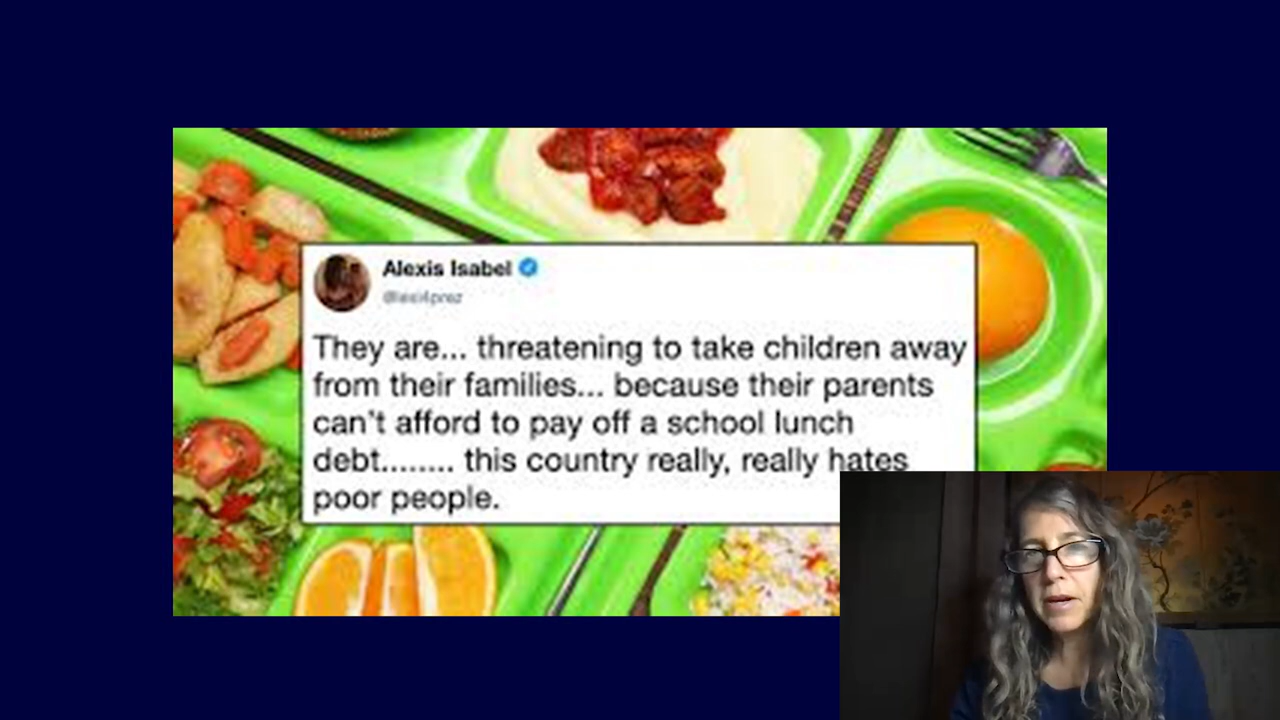 Alexis Isabel
@lexi4prez
They are... threatening to take children away
from their families... because their parents
can't afford to pay off a school lunch
debt........ this country really, really hates
poor people.